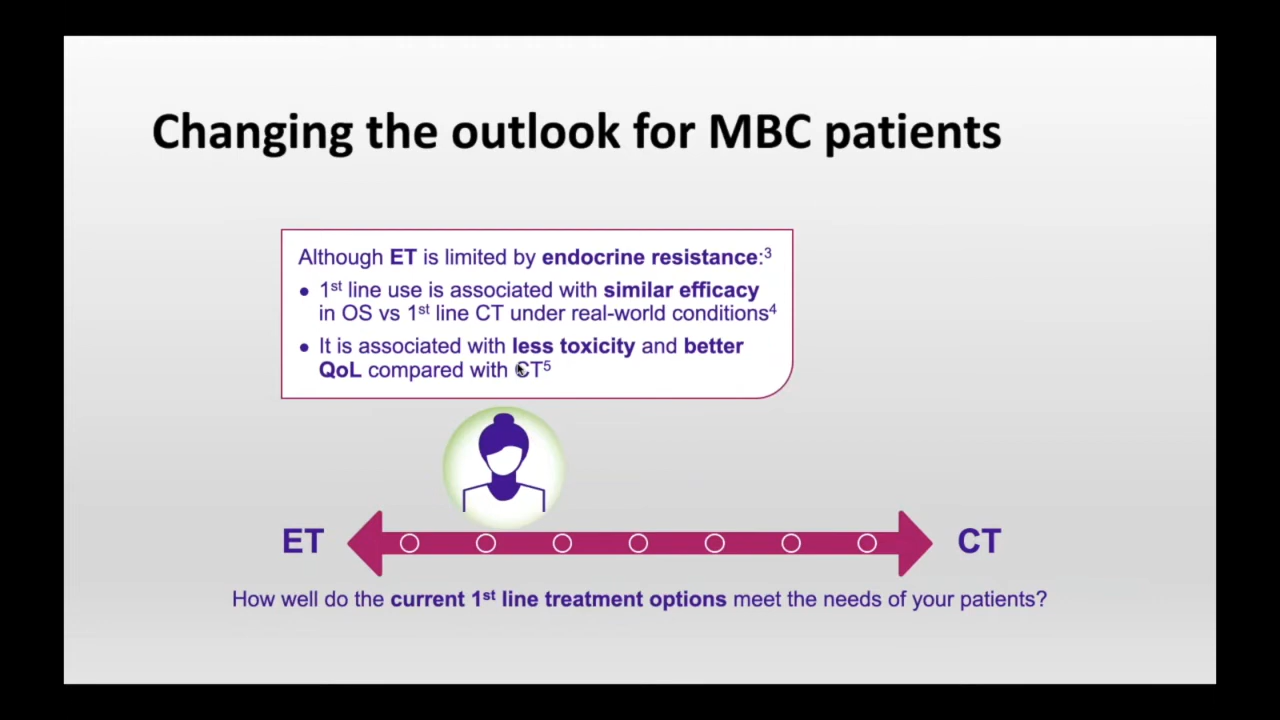 Changing the outlook for MBC patients
Although ET is limited by endocrine resistance:³
• 1ˢᵗ line use is associated with similar efficacy
in OS vs 1ˢᵗ line CT under real-world conditions⁴
• It is associated with less toxicity and better
QoL compared with CT⁵
ET
CT
How well do the current 1ˢᵗ line treatment options meet the needs of your patients?